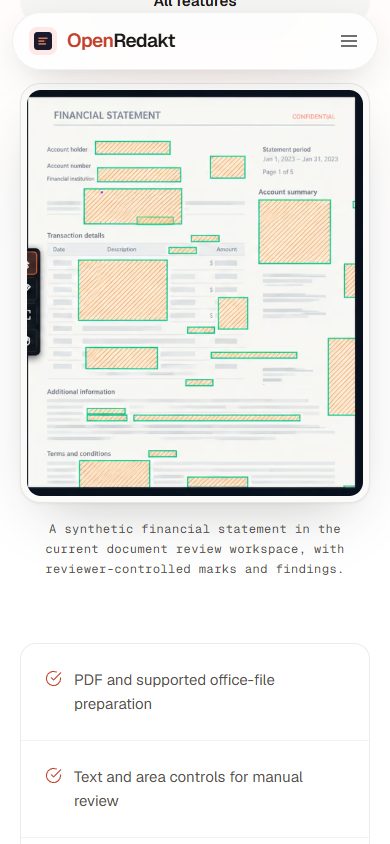 All features
OpenRedakt
FINANCIAL STATEMENT
CONFIDENTIAL
Account holder
Account number
Financial institution
Statement period
Jan 1, 2023 – Jan 31, 2023
Page 1 of 5
Account summary
Transaction details
Date Description Amount
$
$
$
Additional information
Terms and conditions
A synthetic financial statement in the
current document review workspace, with
reviewer-controlled marks and findings.
PDF and supported office-file
preparation
Text and area controls for manual
review